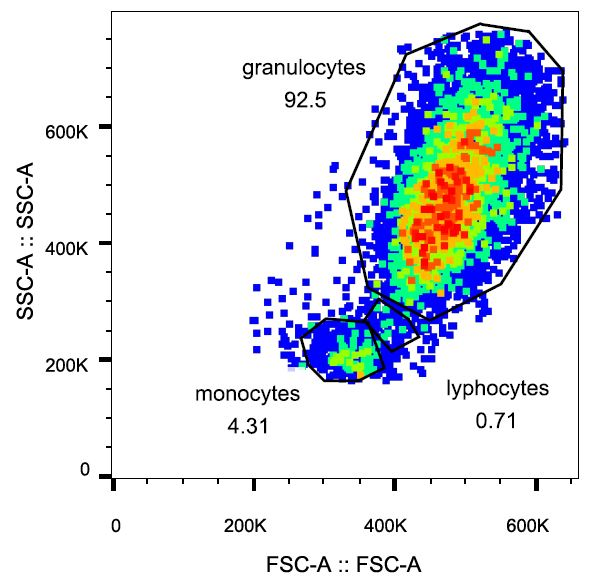 granulocytes
92.5
600K
400K
200K
0
SSC-A :: SSC-A
monocytes
4.31
lyphocytes
0.71
0
200K
400K
600K
FSC-A :: FSC-A